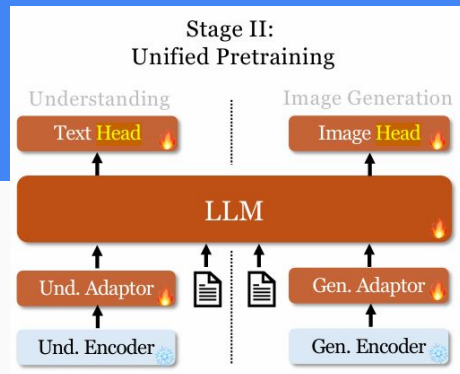 Stage II:
Unified Pretraining
Understanding
Image Generation
Text Head
Image Head
LLM
Und. Adaptor
Gen. Adaptor
Und. Encoder
Gen. Encoder